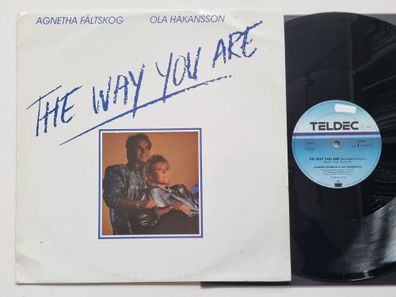 AGNETHA FÄLTSKOG OLA HÅKANSSON
THE WAY YOU ARE
TELDEC
THE WAY YOU ARE